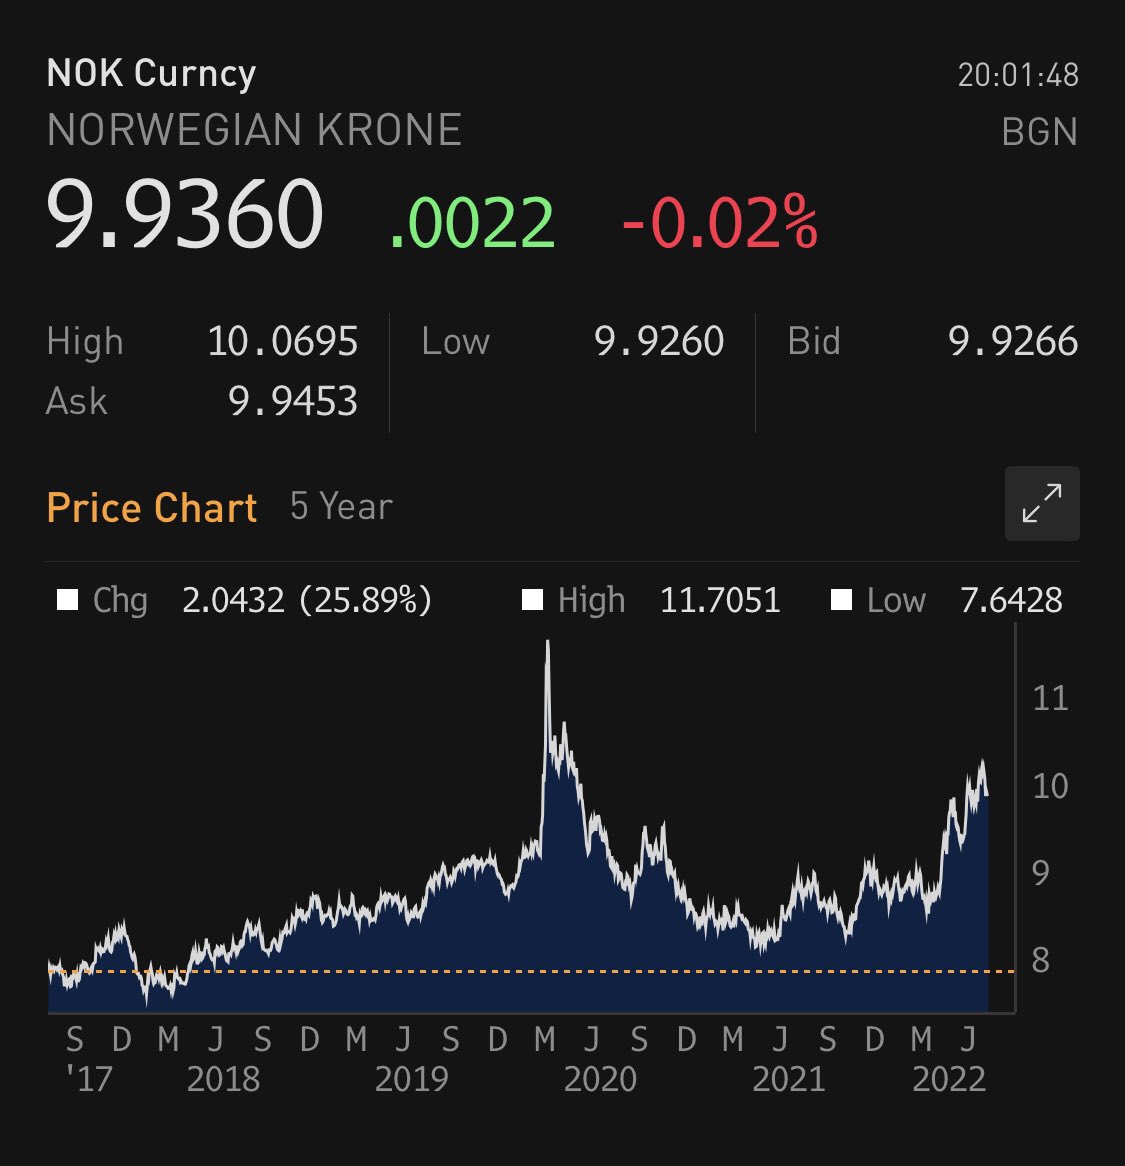 NOK Curncy 20:01:48
NORWEGIAN KRONE BGN
9.9360 .0022 -0.02%
High 10.0695 Low 9.9260 Bid 9.9266
Ask 9.9453
Price Chart 5 Year
Chg 2.0432 (25.89%) High 11.7051 Low 7.6428
11
10
9
8
S D M J S D M J S D M J S D M J S D M J
'17 2018 2019 2020 2021 2022